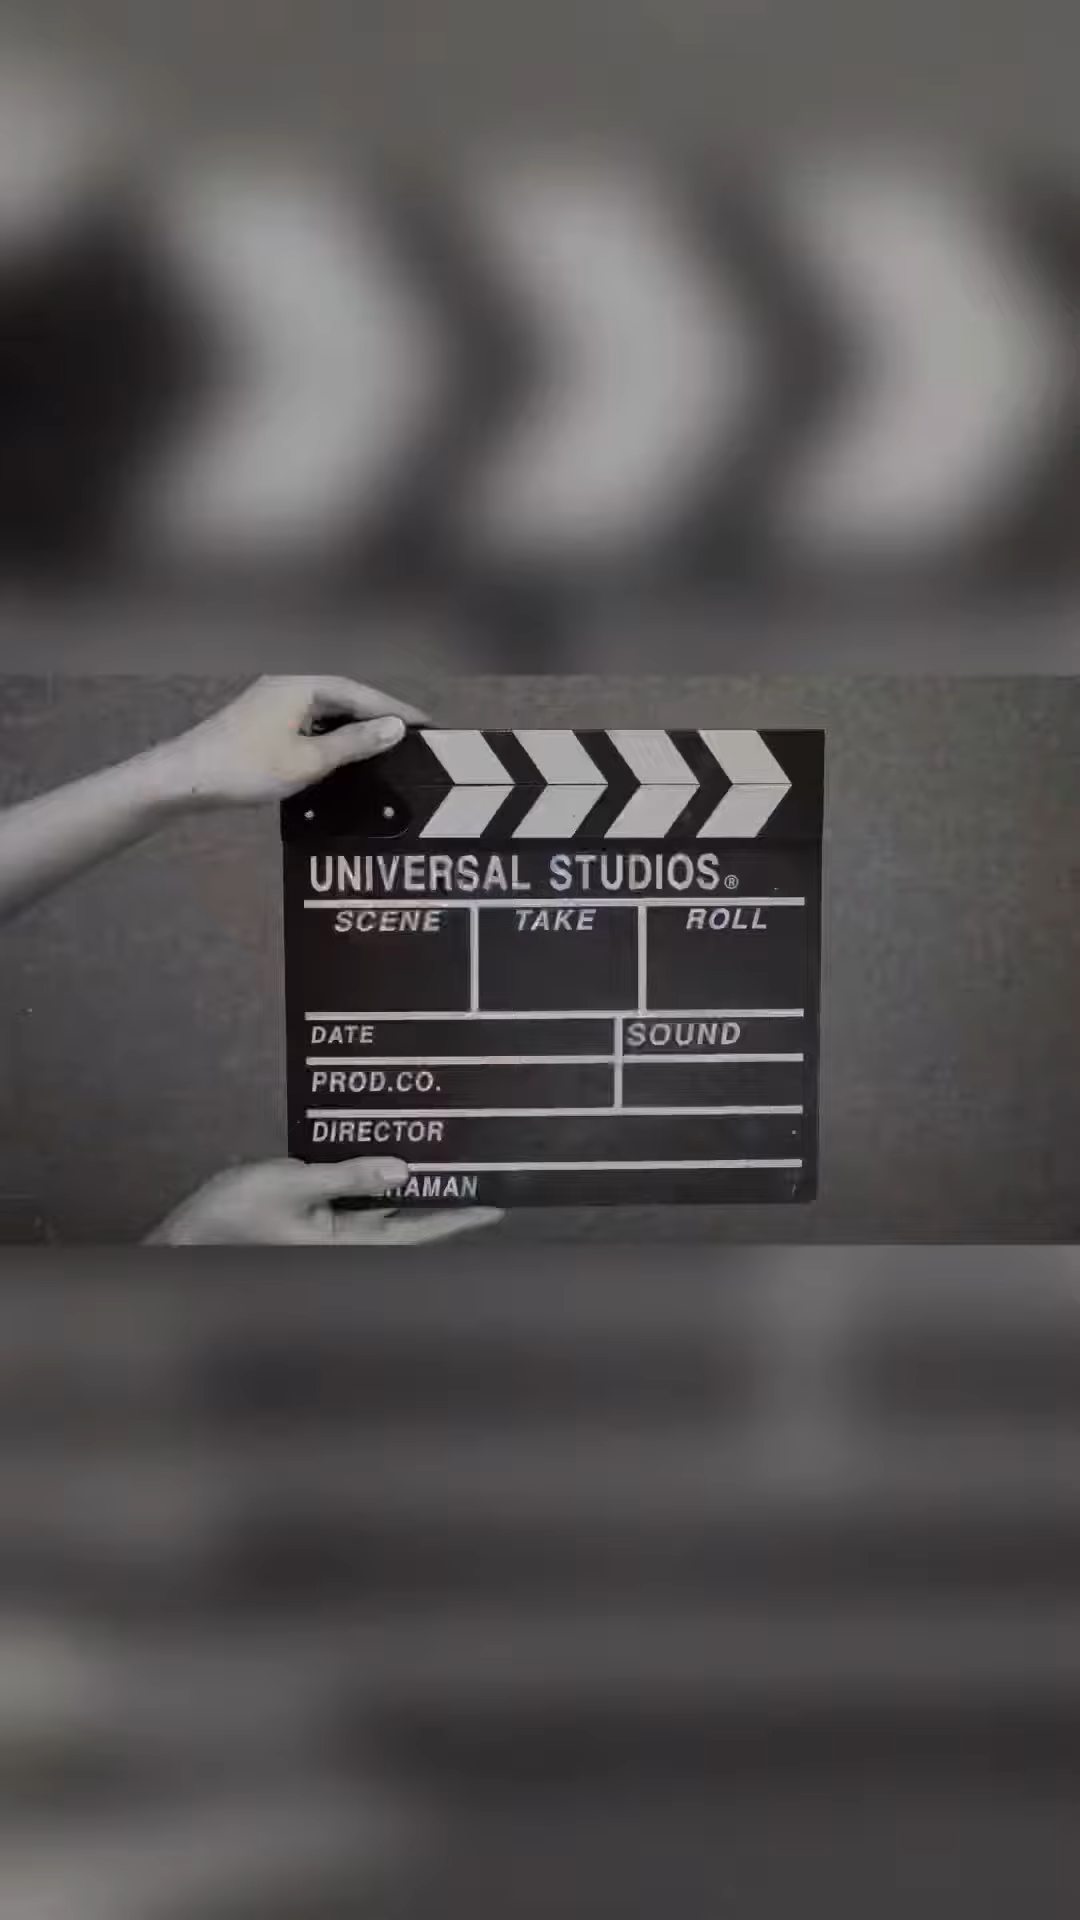 UNIVERSAL STUDIOS®
SCENE TAKE ROLL
DATE SOUND
PROD.CO.
DIRECTOR